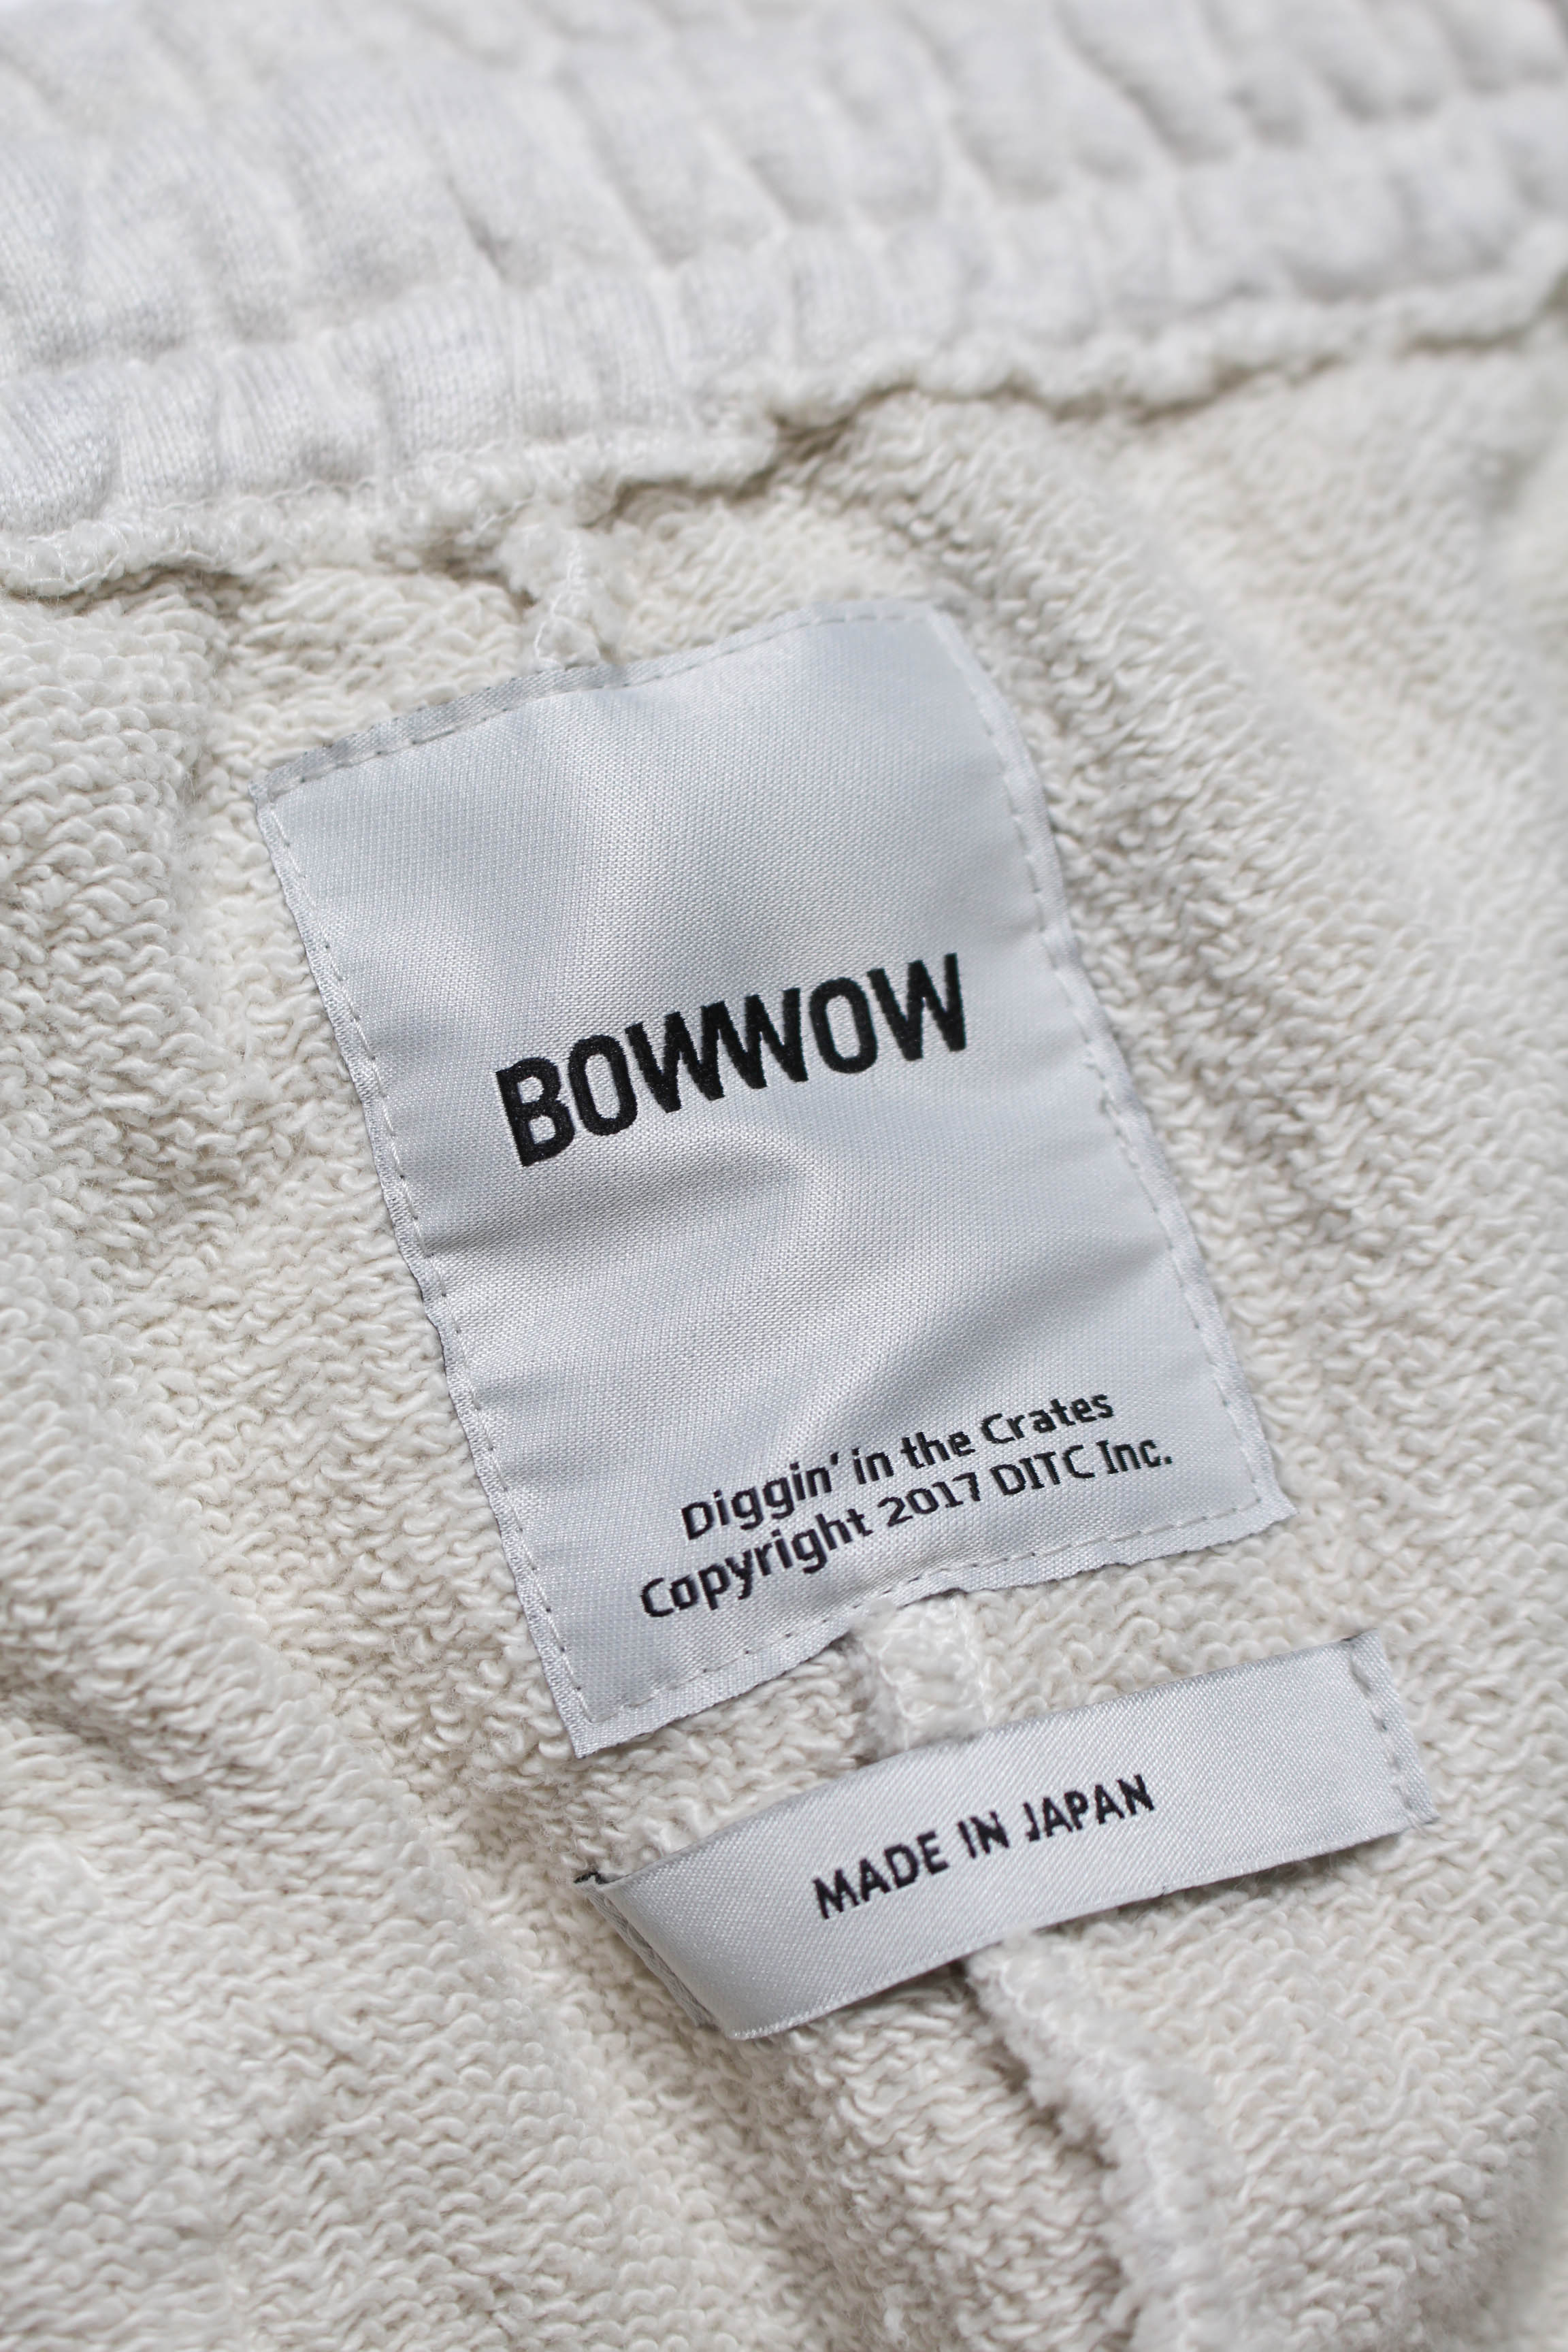 BOWWOW
Diggin' in the Crates
Copyright 2017 DITC Inc.
MADE IN JAPAN